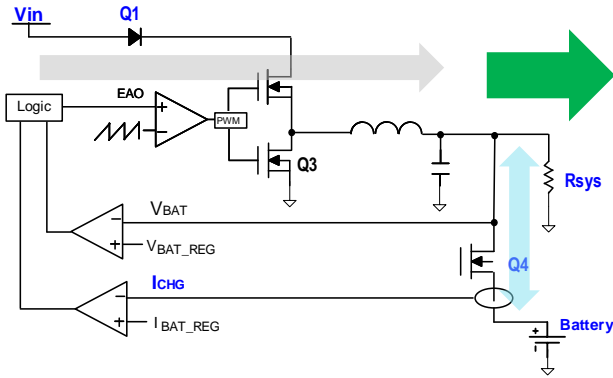 Vin
Q1
Logic
EAO
+
−
PWM
Q3
Rsys
VBAT
−
+
VBAT_REG
Q4
ICHG
−
+
IBAT_REG
Battery
+